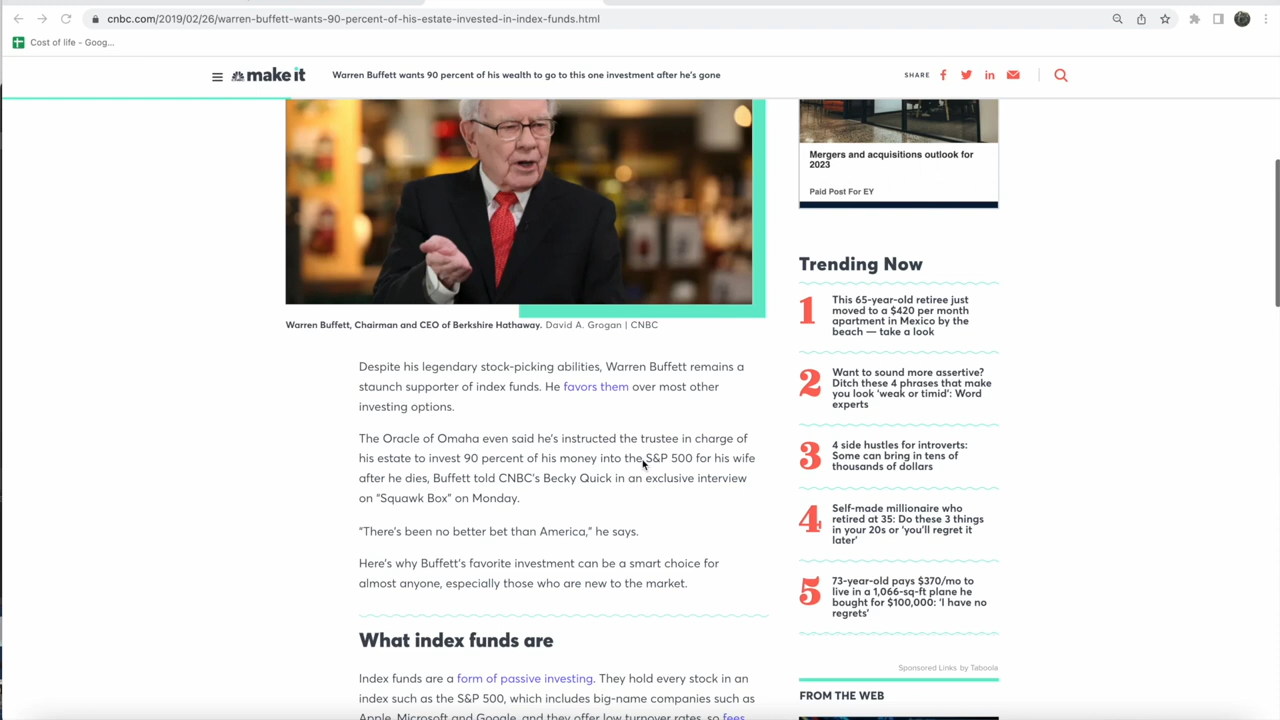 cnbc.com/2019/02/26/warren-buffett-wants-90-percent-of-his-estate-invested-in-index-funds.html
Cost of life - Goog...
make it
Warren Buffett wants 90 percent of his wealth to go to this one investment after he's gone
SHARE
Warren Buffett, Chairman and CEO of Berkshire Hathaway. David A. Grogan | CNBC
Despite his legendary stock-picking abilities, Warren Buffett remains a
staunch supporter of index funds. He favors them over most other
investing options.
The Oracle of Omaha even said he's instructed the trustee in charge of
his estate to invest 90 percent of his money into the S&P 500 for his wife
after he dies, Buffett told CNBC's Becky Quick in an exclusive interview
on "Squawk Box" on Monday.
"There's been no better bet than America," he says.
Here's why Buffett's favorite investment can be a smart choice for
almost anyone, especially those who are new to the market.
What index funds are
Index funds are a form of passive investing. They hold every stock in an
index such as the S&P 500, which includes big-name companies such as
Apple, Microsoft and Google, and they offer low turnover rates, so fees
Mergers and acquisitions outlook for
2023
Paid Post For EY
Trending Now
1
This 65-year-old retiree just
moved to a $420 per month
apartment in Mexico by the
beach — take a look
2
Want to sound more assertive?
Ditch these 4 phrases that make
you look 'weak or timid': Word
experts
3
4 side hustles for introverts:
Some can bring in tens of
thousands of dollars
4
Self-made millionaire who
retired at 35: Do these 3 things
in your 20s or 'you'll regret it
later'
5
73-year-old pays $370/mo to
live in a 1,066-sq-ft plane he
bought for $100,000: 'I have no
regrets'
Sponsored Links by Taboola
FROM THE WEB